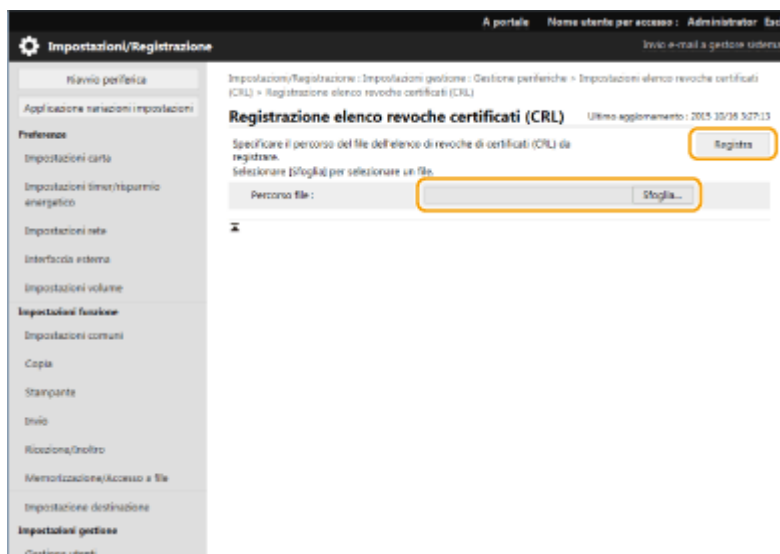 A portale Nome utente per accesso : Administrator Esci
Impostazioni/Registrazione
Invio e-mail a gestore sistema
Riavvio periferica
Applicazione variazioni impostazioni
Preferenze
Impostazioni carta
Impostazioni timer/risparmio
energetico
Impostazioni rete
Interfaccia esterna
Impostazioni volume
Impostazioni funzione
Impostazioni comuni
Copia
Stampante
Invio
Ricezione/Inoltro
Memorizzazione/Accesso a file
Impostazione destinazione
Impostazioni gestione
Impostazioni/Registrazione : Impostazioni gestione : Gestione periferiche > Impostazioni elenco revoche certificati
(CRL) > Registrazione elenco revoche certificati (CRL)
Registrazione elenco revoche certificati (CRL)
Ultimo aggiornamento : 2015 10/16 3:27:13
Specificare il percorso del file dell'elenco di revoche di certificati (CRL) da
registrare.
Selezionare [Sfoglia] per selezionare un file.
Registra
Percorso file :
Sfoglia...